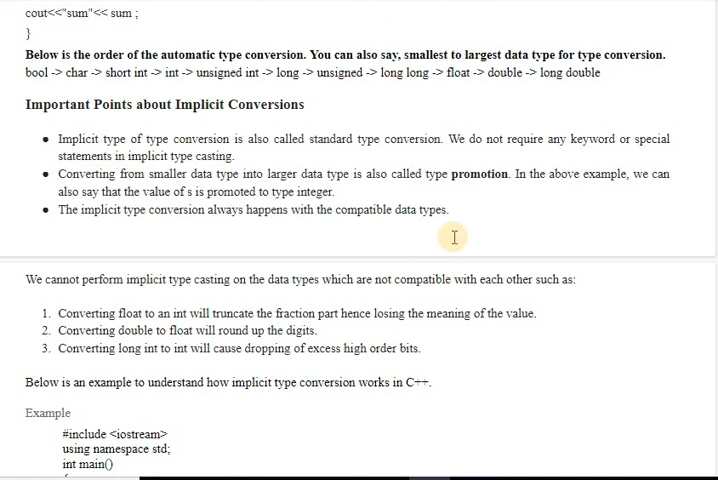 cout<<"sum"<< sum ;
}
Below is the order of the automatic type conversion. You can also say, smallest to largest data type for type conversion.
bool -> char -> short int -> int -> unsigned int -> long -> unsigned -> long long -> float -> double -> long double
Important Points about Implicit Conversions
● Implicit type of type conversion is also called standard type conversion. We do not require any keyword or special
statements in implicit type casting.
● Converting from smaller data type into larger data type is also called type promotion. In the above example, we can
also say that the value of s is promoted to type integer.
● The implicit type conversion always happens with the compatible data types.
We cannot perform implicit type casting on the data types which are not compatible with each other such as:
1. Converting float to an int will truncate the fraction part hence losing the meaning of the value.
2. Converting double to float will round up the digits.
3. Converting long int to int will cause dropping of excess high order bits.
Below is an example to understand how implicit type conversion works in C++.
Example
#include <iostream>
using namespace std;
int main()